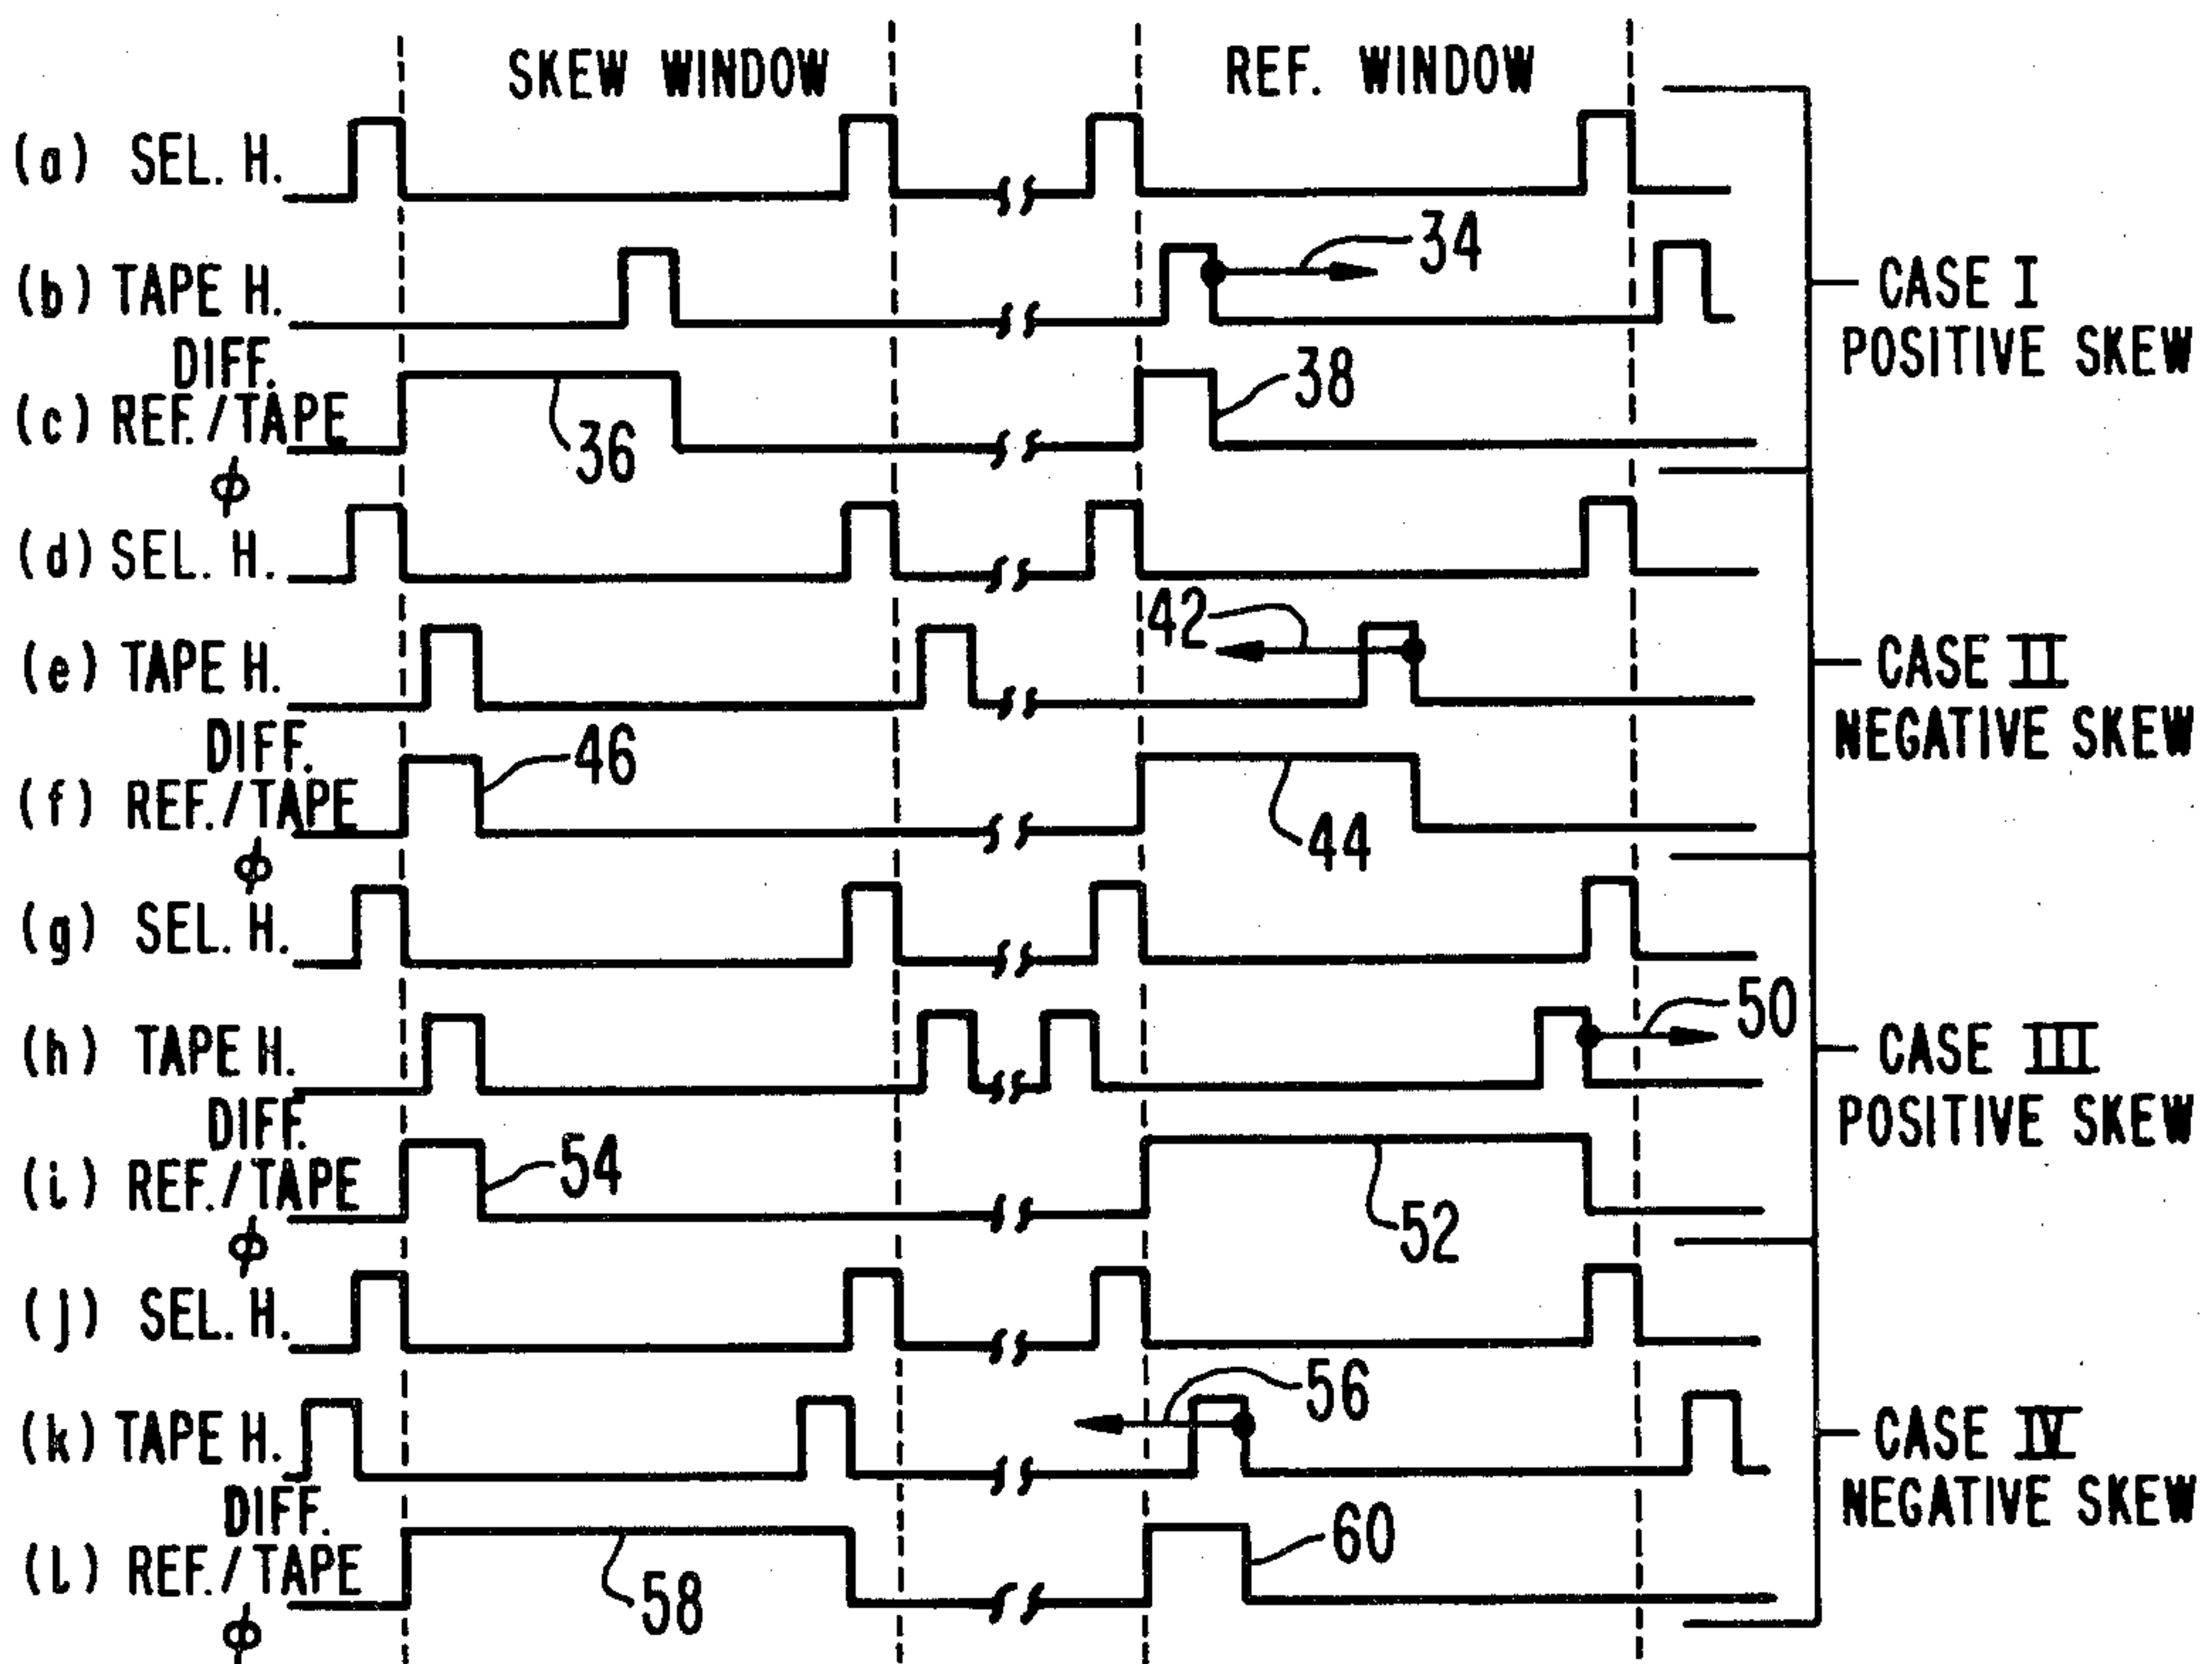 SKEW WINDOW
REF. WINDOW
(a) SEL. H.
34
(b) TAPE H.
CASE I
POSITIVE SKEW
DIFF.
(c) REF./TAPE
φ
36
38
(d) SEL. H.
42
(e) TAPE H.
CASE II
NEGATIVE SKEW
DIFF.
(f) REF./TAPE
φ
46
44
(g) SEL. H.
50
(h) TAPE H.
CASE III
POSITIVE SKEW
DIFF.
(i) REF./TAPE
φ
54
52
(j) SEL. H.
56
(k) TAPE H.
CASE IV
NEGATIVE SKEW
DIFF.
(l) REF./TAPE
φ
58
60